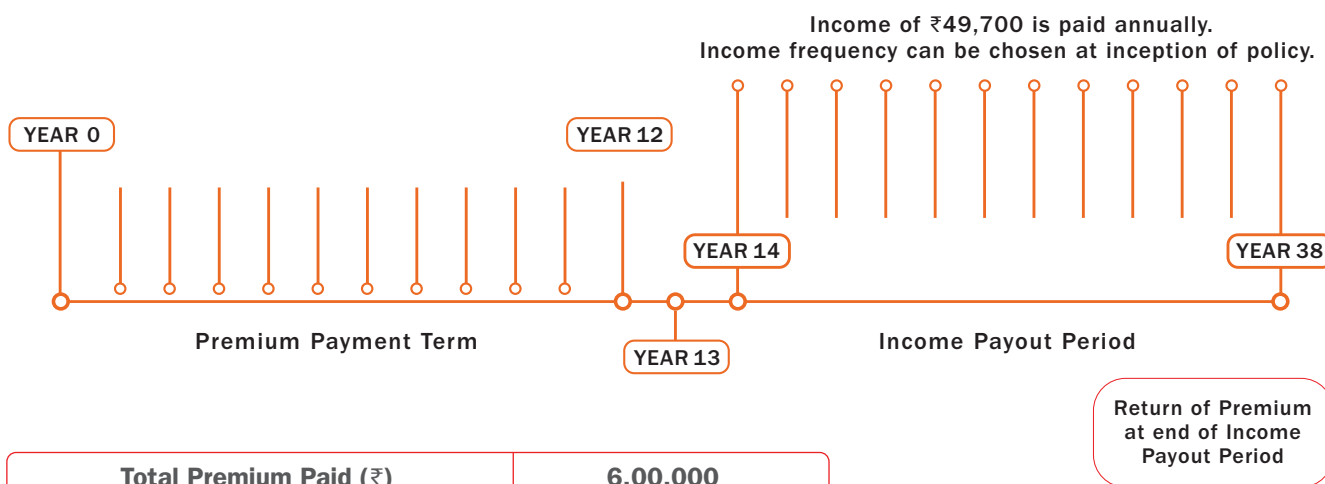 Income of ₹49,700 is paid annually.
Income frequency can be chosen at inception of policy.
YEAR 0
YEAR 12
YEAR 14
YEAR 38
Premium Payment Term
Income Payout Period
YEAR 13
Return of Premium
at end of Income
Payout Period
Total Premium Paid (₹) 6,00,000